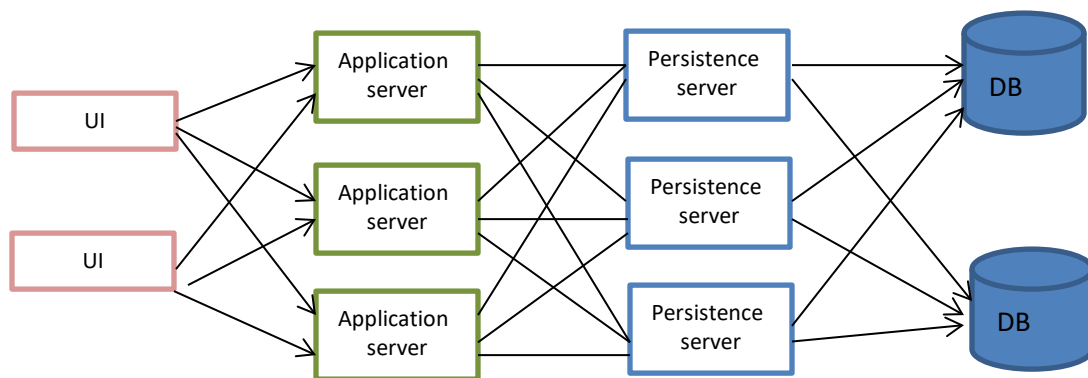 UI
UI
Application
server
Application
server
Application
server
Persistence
server
Persistence
server
Persistence
server
DB
DB